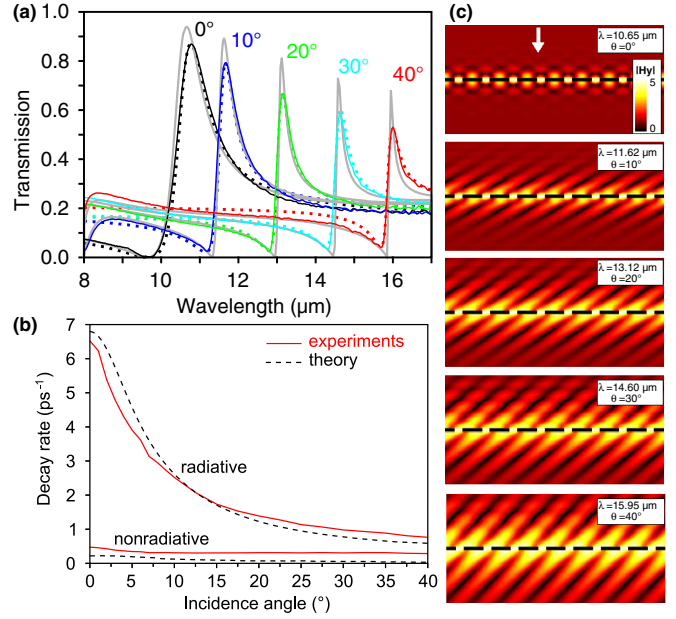 (a)
1.0
0.8
0.6
0.4
0.2
0.0
Transmission
0°
10°
20°
30°
40°
8
10
12
14
16
Wavelength (μm)
(b)
7
6
5
4
3
2
1
0
Decay rate (ps⁻¹)
experiments
theory
radiative
nonradiative
0
5
10
15
20
25
30
35
40
Incidence angle (°)
(c)
λ =10.65 μm
θ =0°
|Hy|
5
0
λ =11.62 μm
θ =10°
λ =13.12 μm
θ =20°
λ =14.60 μm
θ =30°
λ =15.95 μm
θ =40°